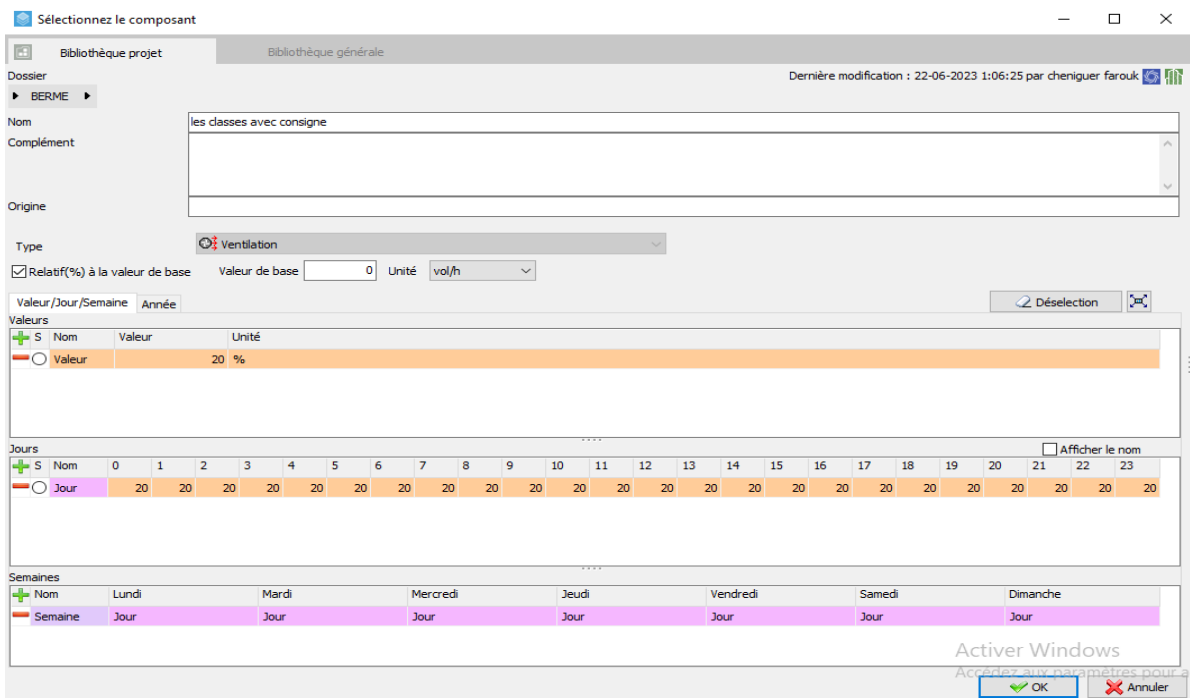 Sélectionnez le composant
Bibliothèque projet Bibliothèque générale
Dossier Dernière modification : 22-06-2023 1:06:25 par cheniguer farouk
BERME
Nom les classes avec consigne
Complément
Origine
Type Ventilation
Relatif(%) à la valeur de base Valeur de base 0 Unité vol/h
Valeur/Jour/Semaine Année Déselection
Valeurs
S Nom Valeur Unité
Valeur 20 %
Jours Afficher le nom
S Nom 0 1 2 3 4 5 6 7 8 9 10 11 12 13 14 15 16 17 18 19 20 21 22 23
Jour 20 20 20 20 20 20 20 20 20 20 20 20 20 20 20 20 20 20 20 20 20 20 20 20
Semaines
Nom Lundi Mardi Mercredi Jeudi Vendredi Samedi Dimanche
Semaine Jour Jour Jour Jour Jour Jour Jour
Activer Windows
Accédez aux paramètres pour a
OK Annuler